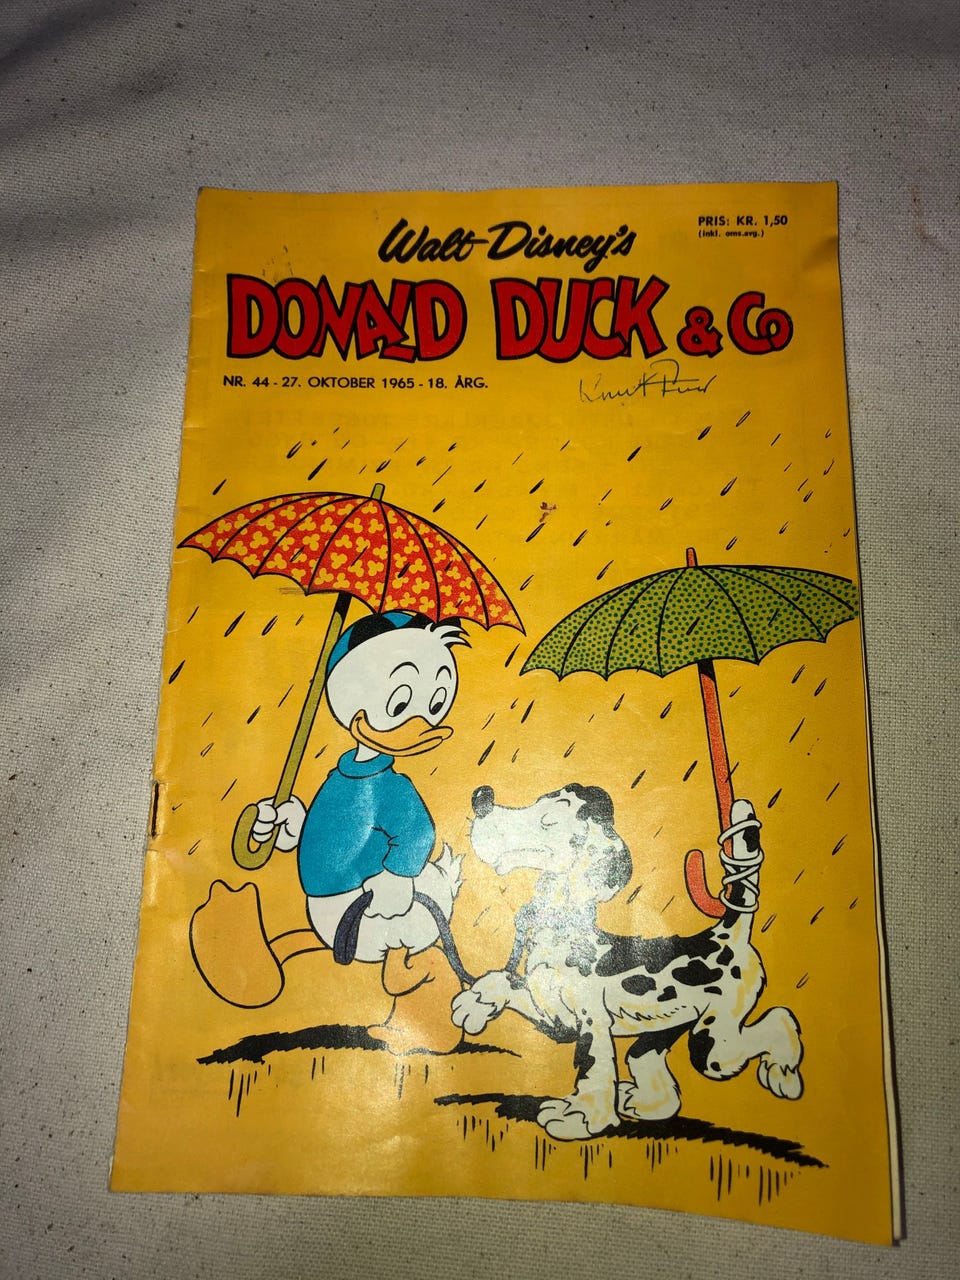 Walt Disney's
PRIS: KR. 1,50
(inkl. oms.avg.)
DONALD DUCK & Co
NR. 44 - 27. OKTOBER 1965 - 18. ÅRG.